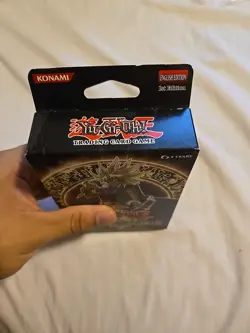 KONAMI
ENGLISH EDITION
1st Edition
Yu-Gi-Oh!
TRADING CARD GAME